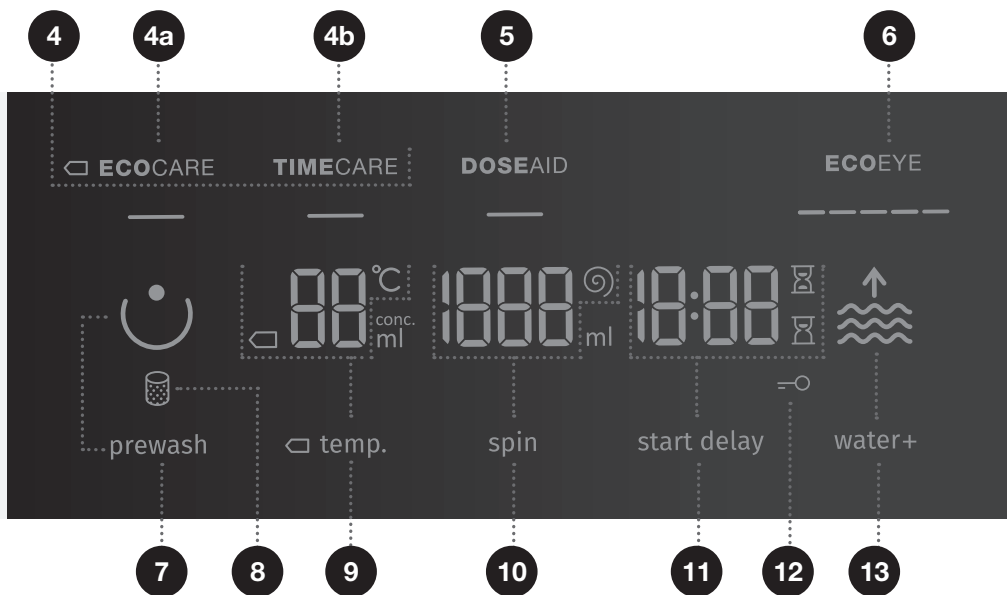 4 4a 4b 5 6
ECOCARE TIMECARE DOSEAID ECOEYE
88 °C 1888 18:88
conc.
ml ml
prewash temp. spin start delay water+
7 8 9 10 11 12 13